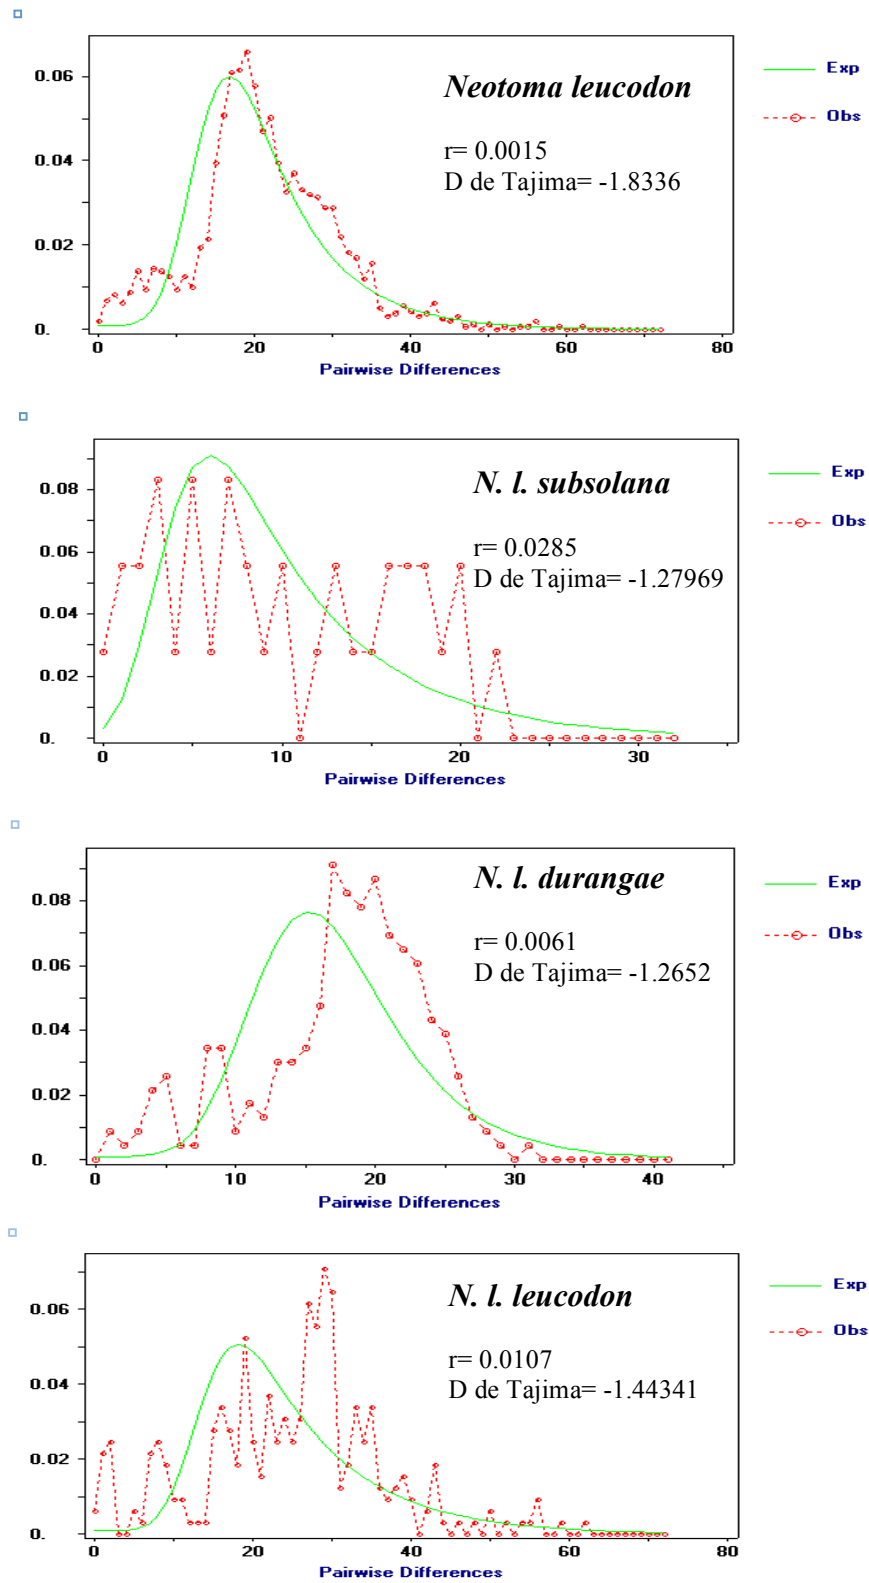 Neotoma leucodon
r= 0.0015
D de Tajima= -1.8336
Exp
Obs
0.06
0.04
0.02
0.
0 20 40 60 80
Pairwise Differences
N. l. subsolana
r= 0.0285
D de Tajima= -1.27969
Exp
Obs
0.08
0.06
0.04
0.02
0.
0 10 20 30
Pairwise Differences
N. l. durangae
r= 0.0061
D de Tajima= -1.2652
Exp
Obs
0.08
0.06
0.04
0.02
0.
0 10 20 30 40
Pairwise Differences
N. l. leucodon
r= 0.0107
D de Tajima= -1.44341
Exp
Obs
0.06
0.04
0.02
0.
0 20 40 60 80
Pairwise Differences